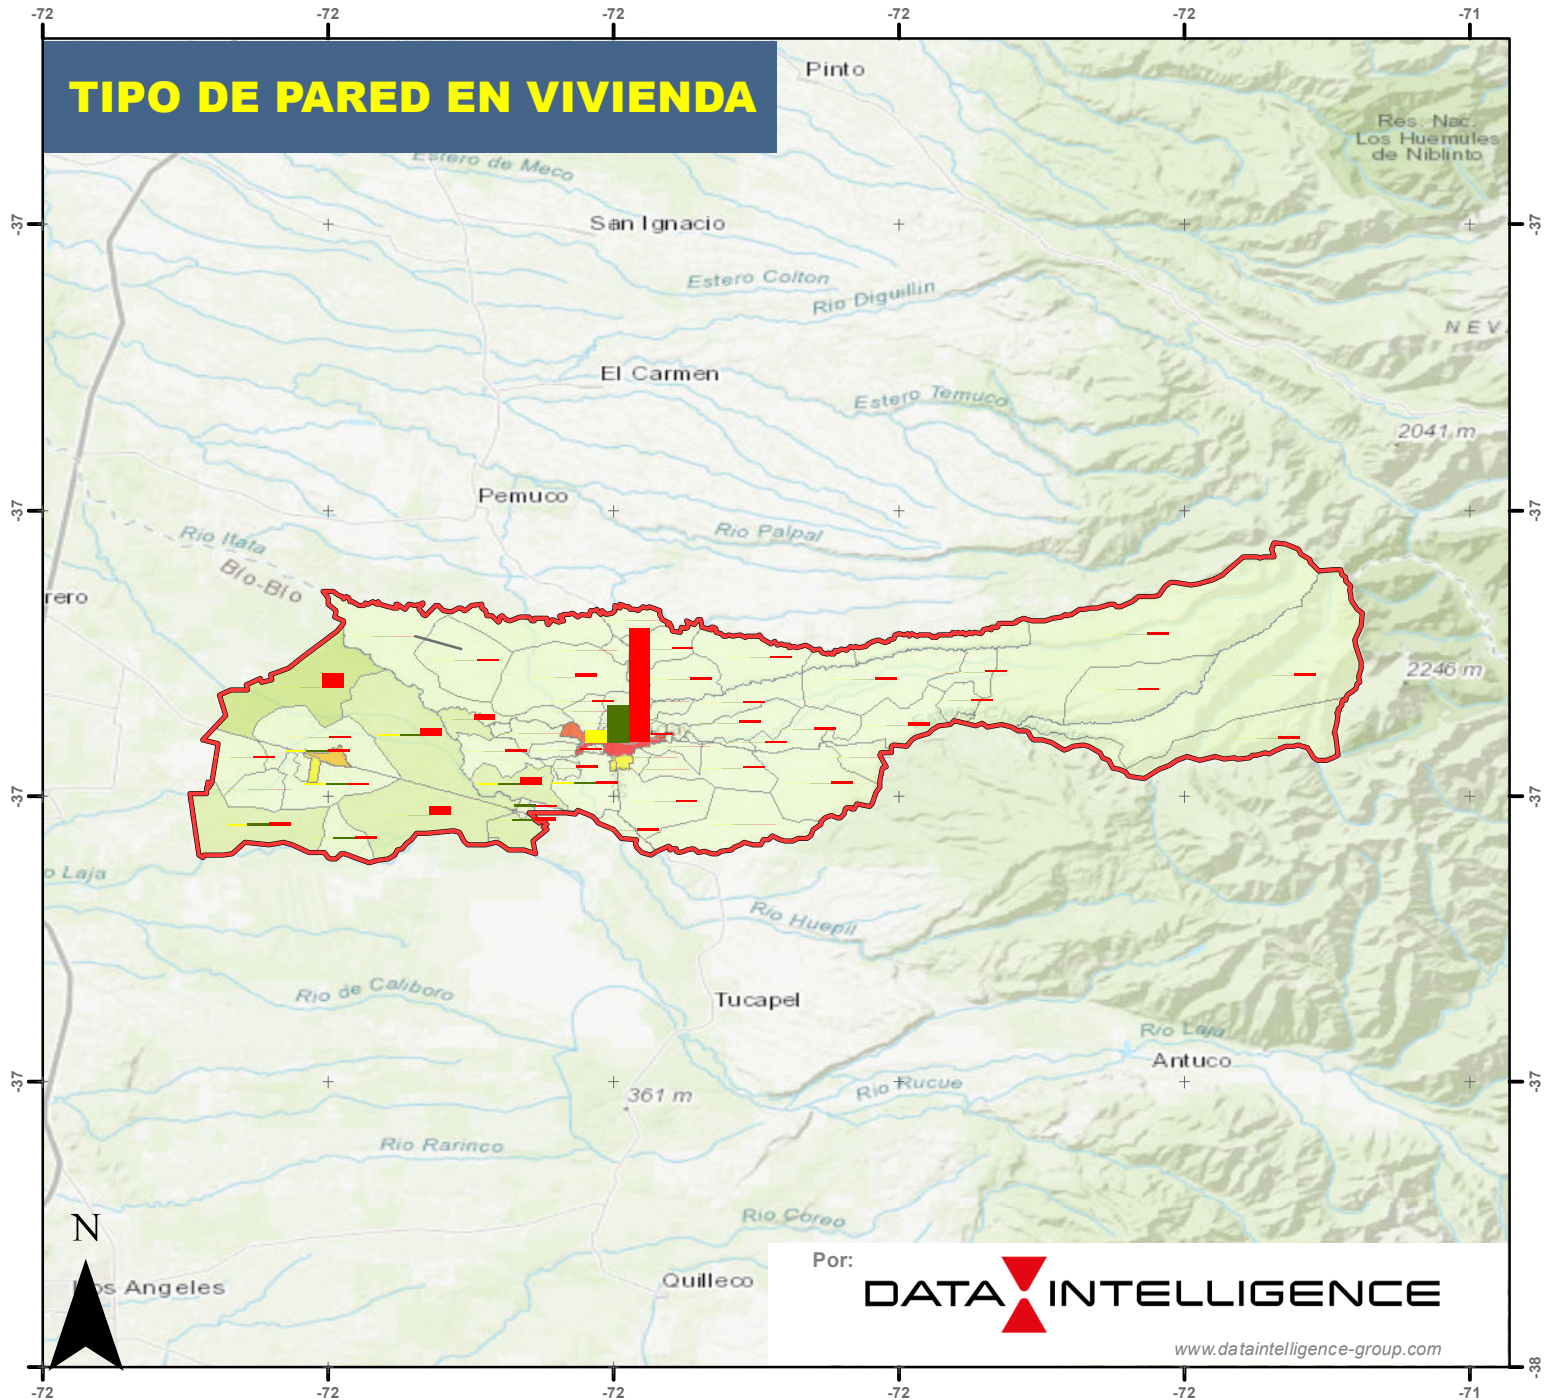 -72 -72 -72 -72 -72 -71
TIPO DE PARED EN VIVIENDA
Pinto
Res. Nac.
Los Huemules
de Niblinto
Estero de Meco
San Ignacio
-37 -37
Estero Colton
Rio Diguillin
NEV.
El Carmen
Estero Temuco
2041 m
Pemuco
-37 -37
Rio Itata
Rio Palpal
Bío-Bío
rero
2246 m
-37 -37
o Laja
Rio Huepil
Rio de Caliboro
Tucapel
Rio Laja
Antuco
-37 -37
Rio Rucue
361 m
Rio Rarinco
Rio Coreo
N
Por:
Quilleco
os Angeles
DATA INTELLIGENCE
www.dataintelligence-group.com
-38
-72 -72 -72 -72 -72 -71